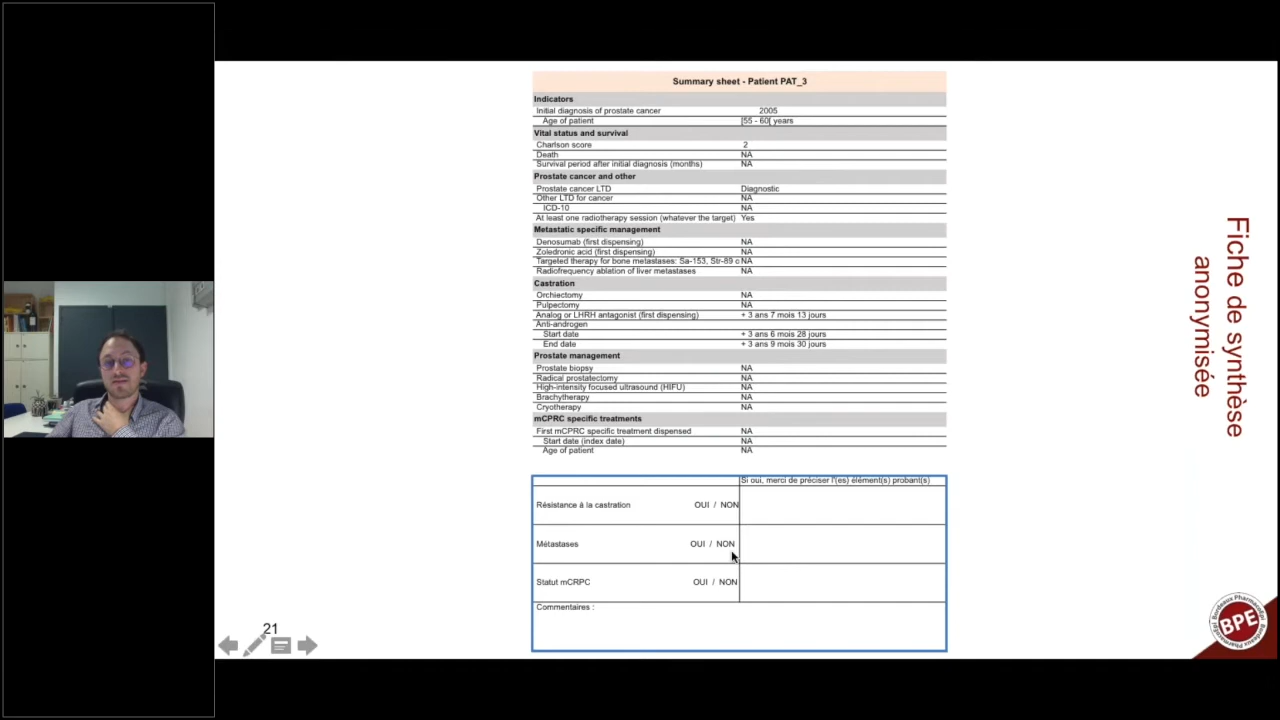 Summary sheet - Patient PAT_3
Indicators
Initial diagnosis of prostate cancer 2005
Age of patient [55 - 60[ years
Vital status and survival
Charlson score 2
Death NA
Survival period after initial diagnosis (months) NA
Prostate cancer and other
Prostate cancer LTD Diagnostic
Other LTD for cancer NA
ICD-10 NA
At least one radiotherapy session (whatever the target) Yes
Metastatic specific management
Denosumab (first dispensing) NA
Zoledronic acid (first dispensing) NA
Targeted therapy for bone metastases: Sa-153, Str-89 c NA
Radiofrequency ablation of liver metastases NA
Castration
Orchiectomy NA
Pulpectomy NA
Analog or LHRH antagonist (first dispensing) + 3 ans 7 mois 13 jours
Anti-androgen
Start date + 3 ans 6 mois 28 jours
End date + 3 ans 9 mois 30 jours
Prostate management
Prostate biopsy NA
Radical prostatectomy NA
High-intensity focused ultrasound (HIFU) NA
Brachytherapy NA
Cryotherapy NA
mCPRC specific treatments
First mCPRC specific treatment dispensed NA
Start date (index date) NA
Age of patient NA
Si oui, merci de préciser l'(es) élément(s) probant(s)
Résistance à la castration OUI / NON
Métastases OUI / NON
Statut mCRPC OUI / NON
Commentaires :
Fiche de synthèse
anonymisée
21
Bordeaux PharmacoEpi
BPE